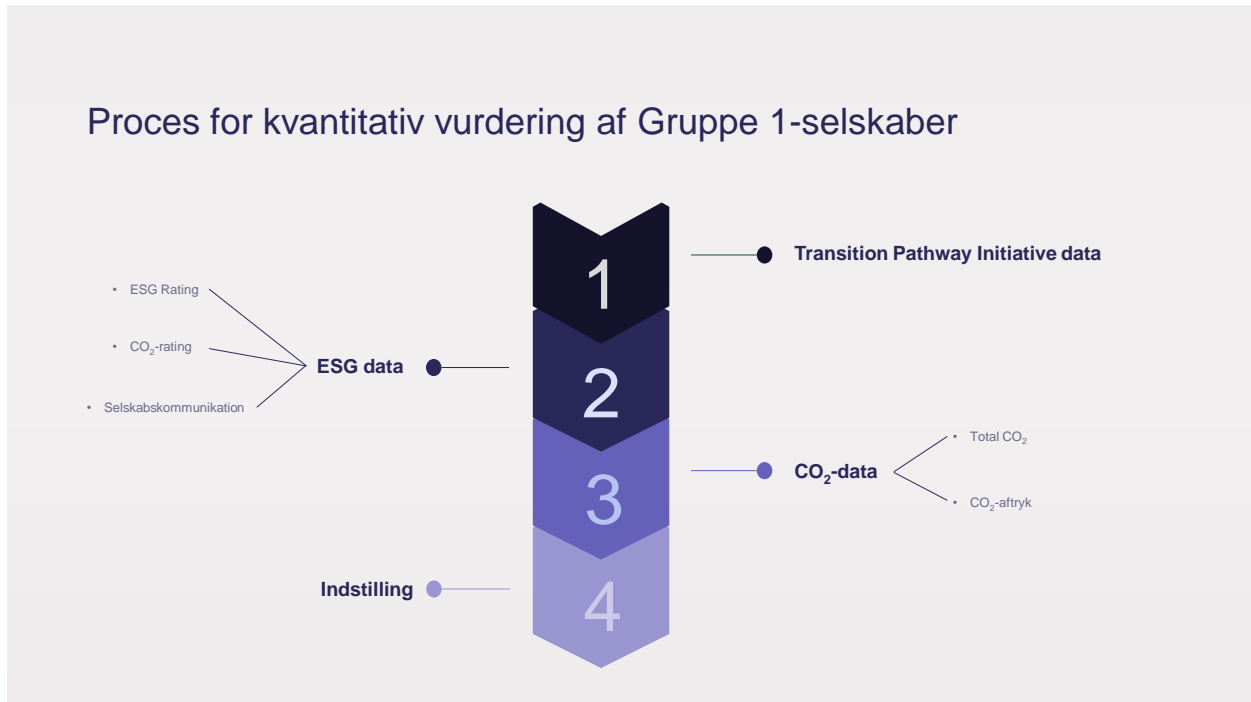 Proces for kvantitativ vurdering af Gruppe 1-selskaber
1
Transition Pathway Initiative data
2
ESG data
• ESG Rating
• CO₂-rating
• Selskabskommunikation
3
CO₂-data
• Total CO₂
• CO₂-aftryk
4
Indstilling